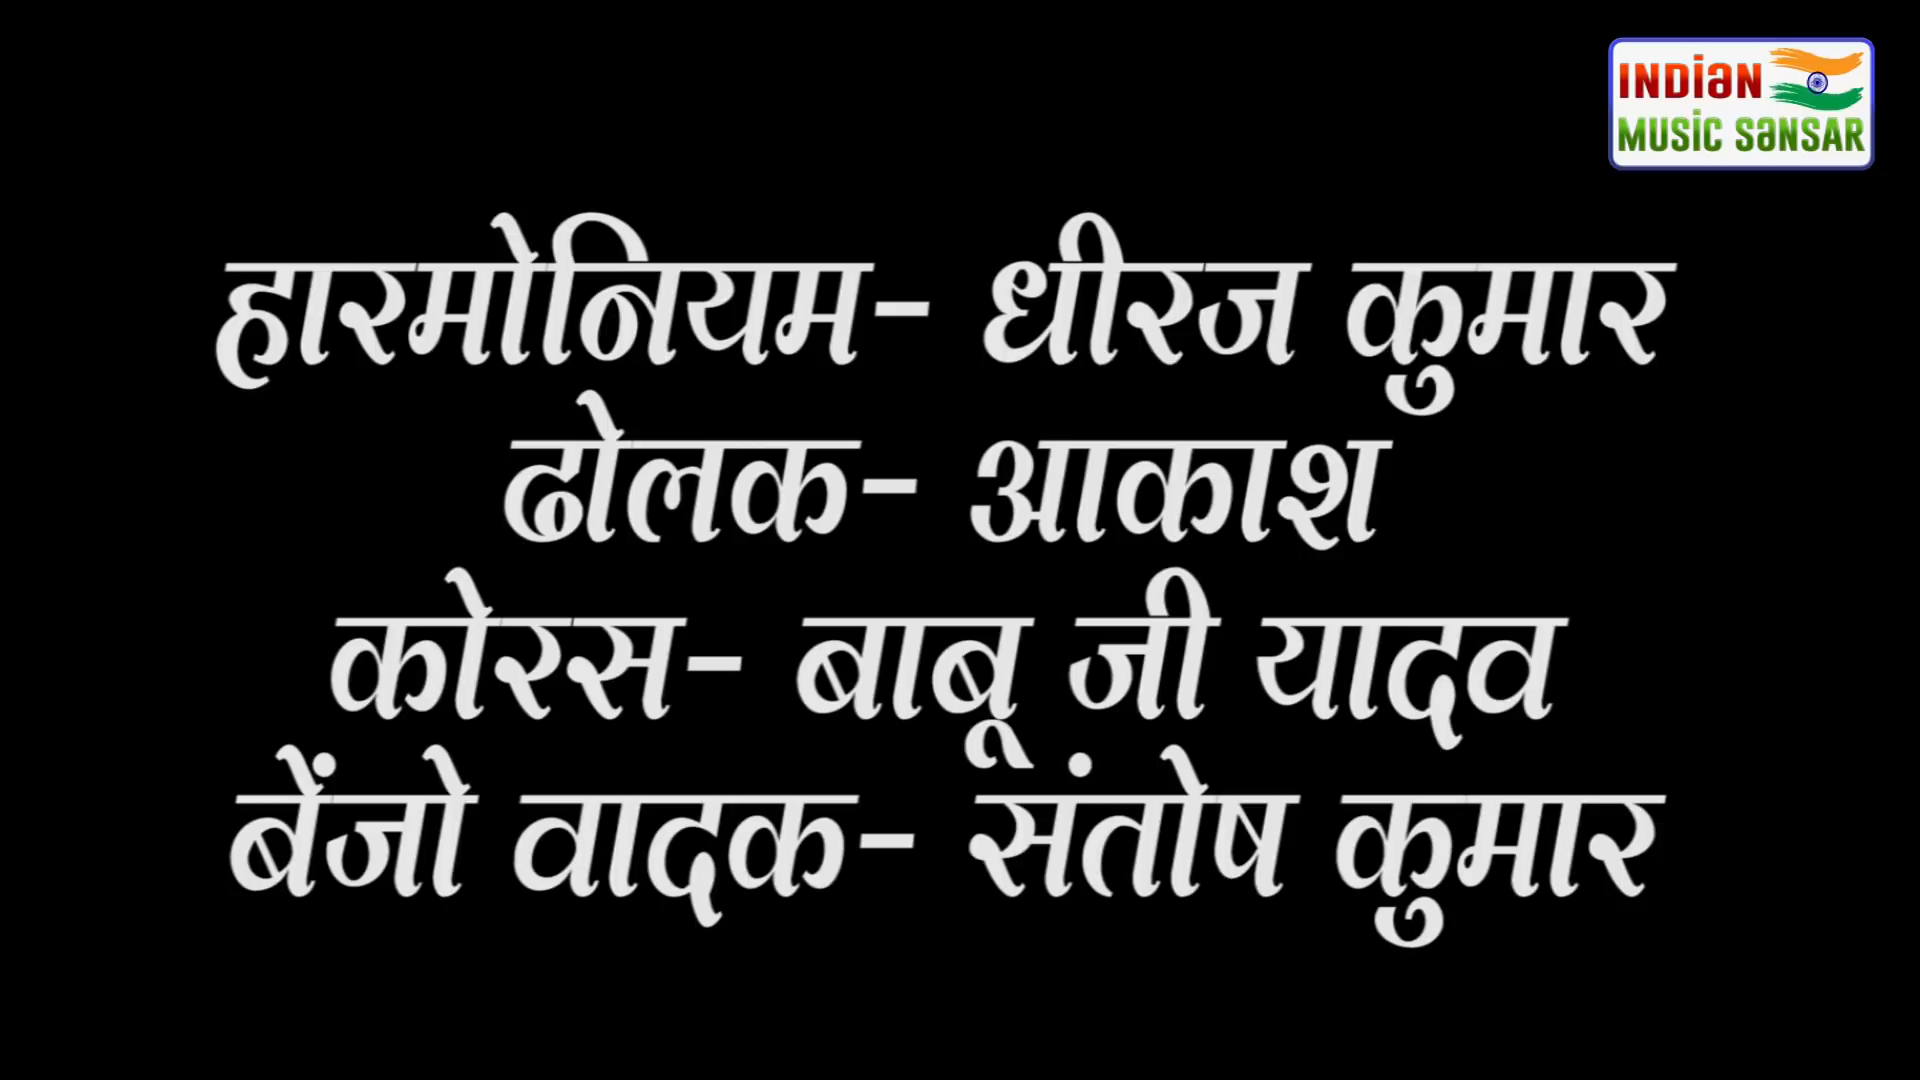 INDiaN
MUSiC SaNSAR
हारमोनियम- धीरज कुमार
ढोलक- आकाश
कोरस- बाबू जी यादव
बेंजो वादक- संतोष कुमार